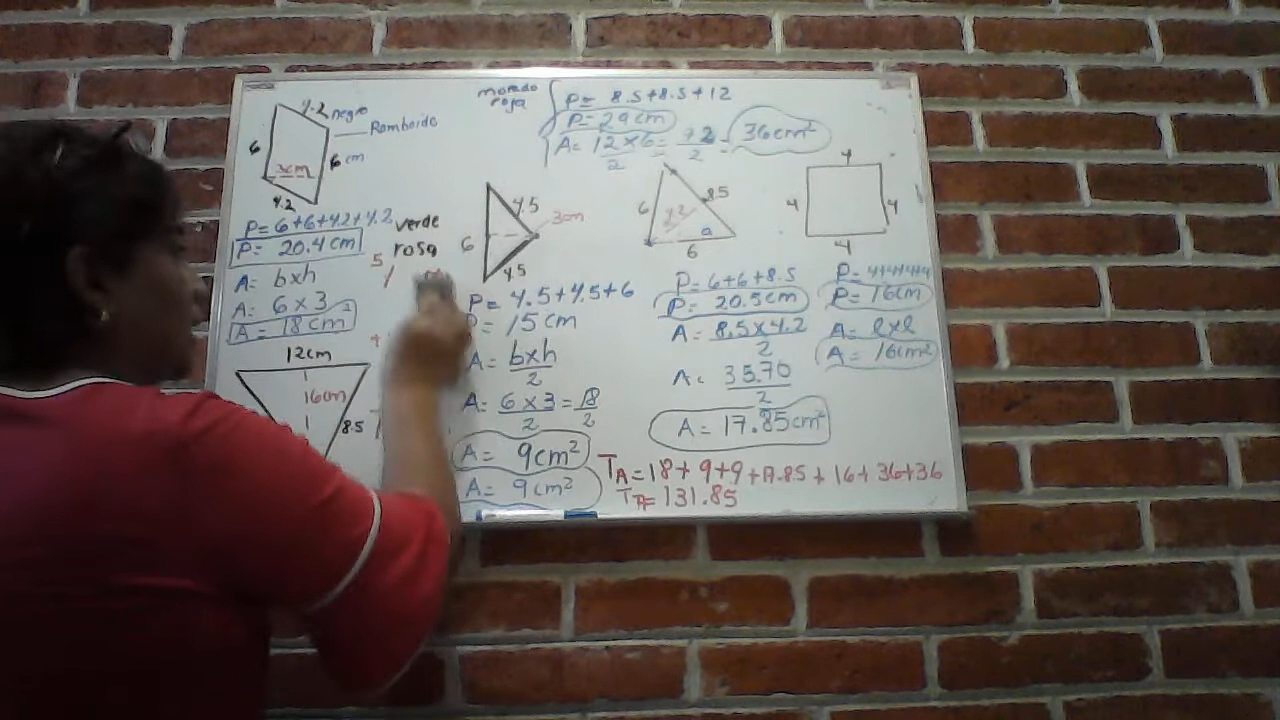 4.2 negro
Romboide
6
6 cm
3cm
4.2
P= 6+6+4.2+4.2
P= 20.4 cm
A= bxh
A= 6 x 3
A= 18 cm²
12cm
16cm
8.5
verde
rosa
5
morado
roja
P= 8.5+8.5+12
P= 29cm
A= 12 x 6 = 72 = 36cm²
2 2
4.5
3cm
6
4.5
P= 4.5+4.5+6
P= 15cm
A= bxh
2
A= 6 x 3 = 18
2 2
A= 9cm²
A= 9cm²
6
8.5
4.2
a
6
P= 6+6+8.5
P= 20.5cm
A= 8.5x4.2
2
A= 35.70
2
A= 17.85cm²
4
4
4
4
P= 4+4+4+4
P= 16cm
A= lxl
A= 16cm²
TA= 18+ 9+9+17.85+ 16+36+36
TA= 131.85